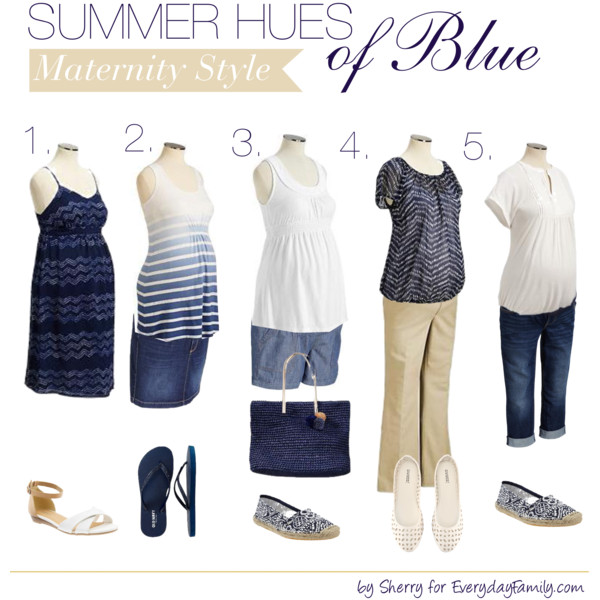 SUMMER HUES
of Blue
Maternity Style
1. 2. 3. 4. 5.
by Sherry for EverydayFamily.com